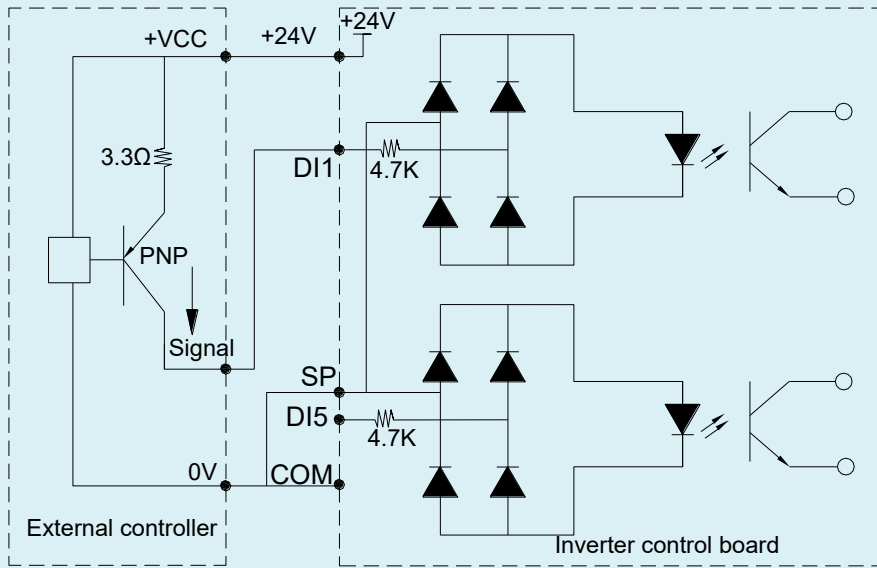 +24V
+VCC
+24V
3.3Ω
DI1
4.7K
PNP
Signal
SP
DI5
4.7K
0V
COM
External controller
Inverter control board